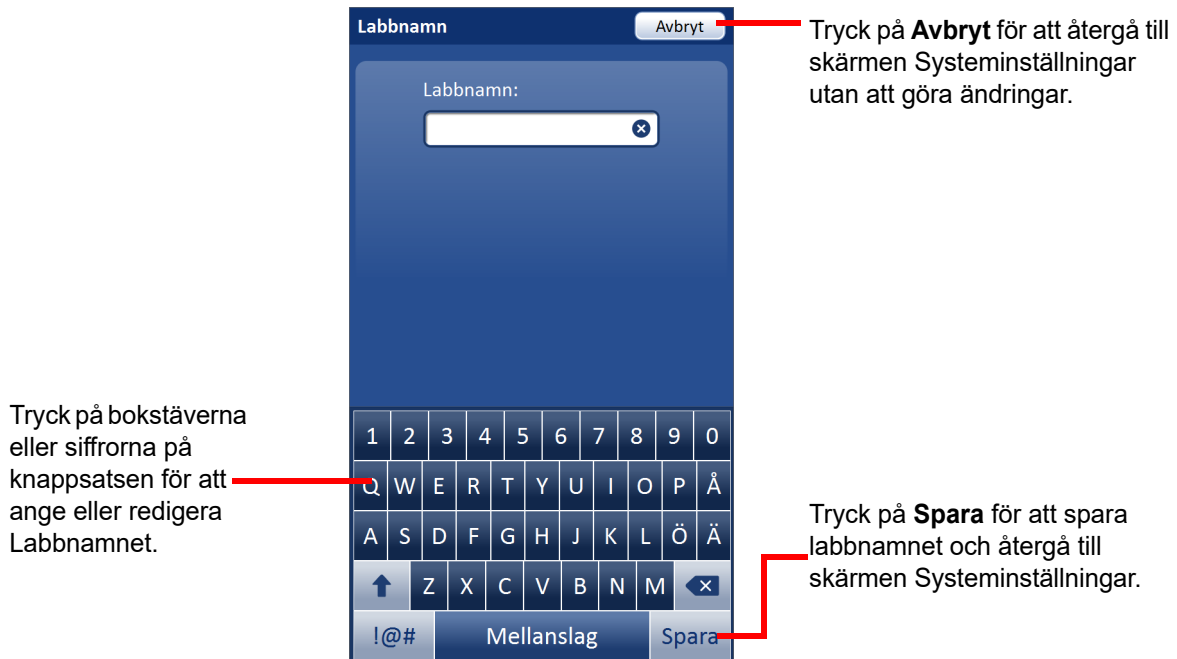 Labbnamn
Avbryt
Tryck på Avbryt för att återgå till
skärmen Systeminställningar
utan att göra ändringar.
Labbnamn:
Tryck på bokstäverna
eller siffrorna på
knappsatsen för att
ange eller redigera
Labbnamnet.
1 2 3 4 5 6 7 8 9 0
Q W E R T Y U I O P Å
A S D F G H J K L Ö Ä
Z X C V B N M
!@# Mellanslag Spara
Tryck på Spara för att spara
labbnamnet och återgå till
skärmen Systeminställningar.